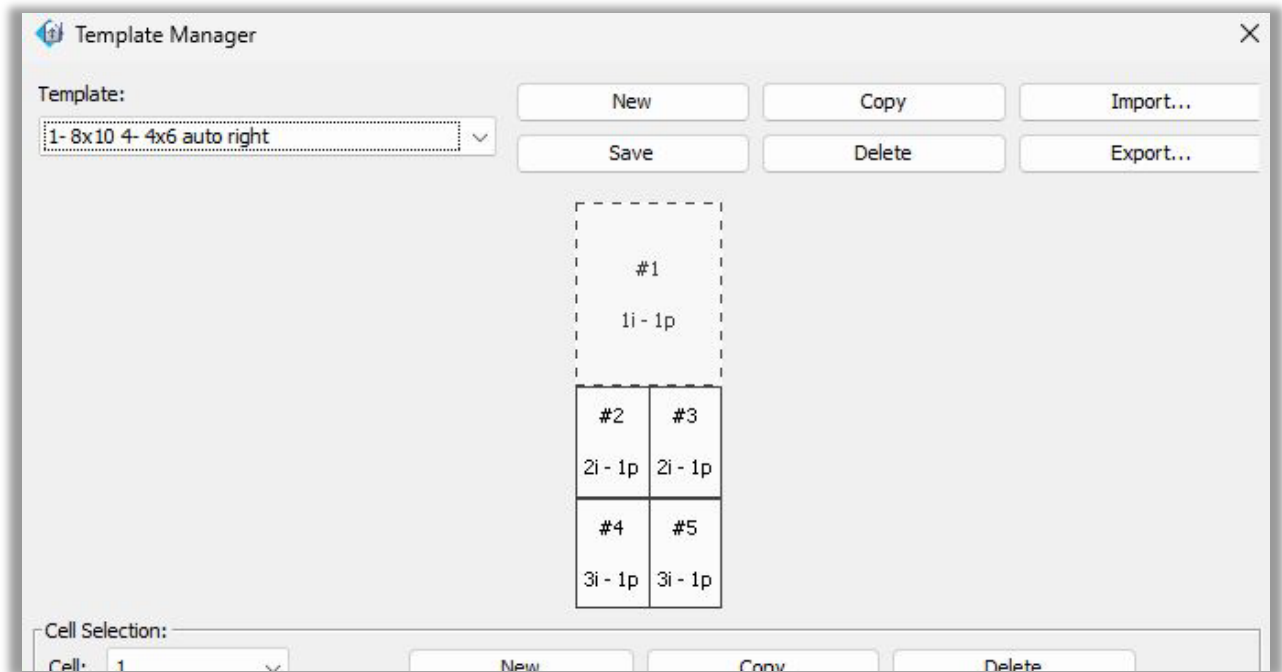 Template Manager
Template:
New Copy Import...
1- 8x10 4- 4x6 auto right
Save Delete Export...
#1
1i - 1p
#2 #3
2i - 1p 2i - 1p
#4 #5
3i - 1p 3i - 1p
Cell Selection:
Cell: 1 New Copy Delete